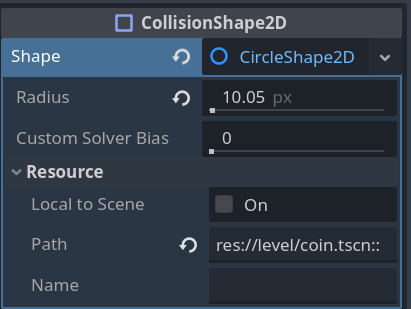 CollisionShape2D
Shape CircleShape2D
Radius 10.05 px
Custom Solver Bias 0
Resource
Local to Scene On
Path res://level/coin.tscn::
Name